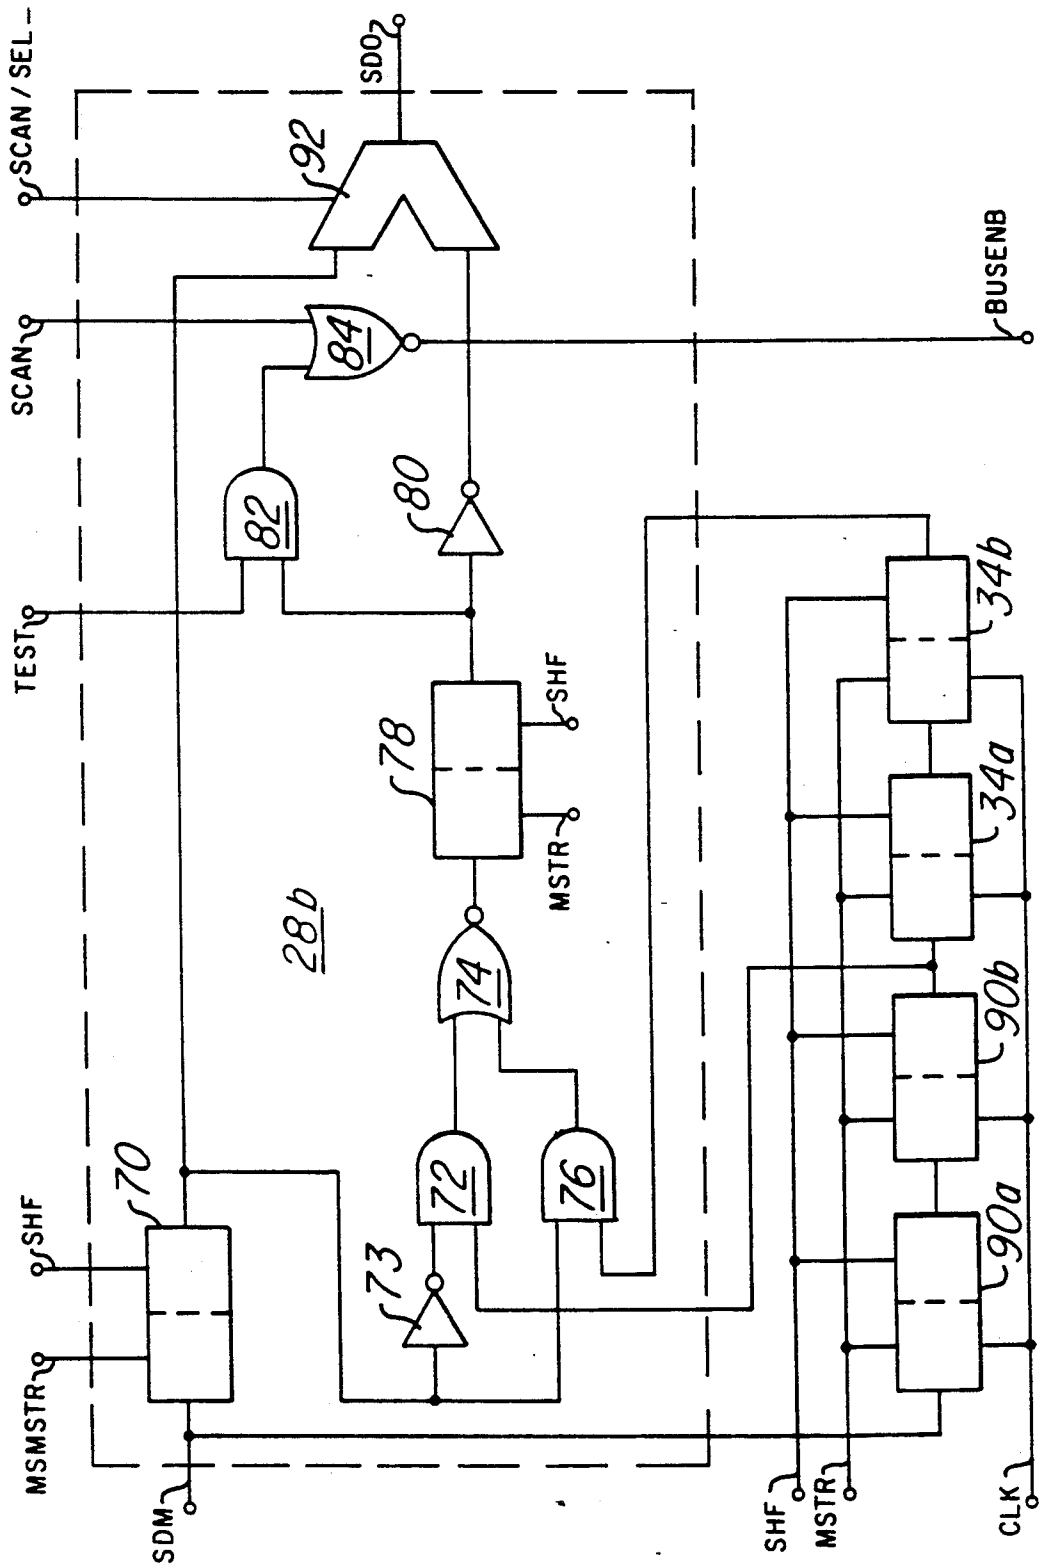 MSMSTR
SHF
TEST
SCAN
SCAN / SEL –
SDM
70
92
SDO
82
84
73
72
74
28b
78
80
76
MSTR
SHF
BUSENB
SHF
MSTR
CLK
90a
90b
34a
34b